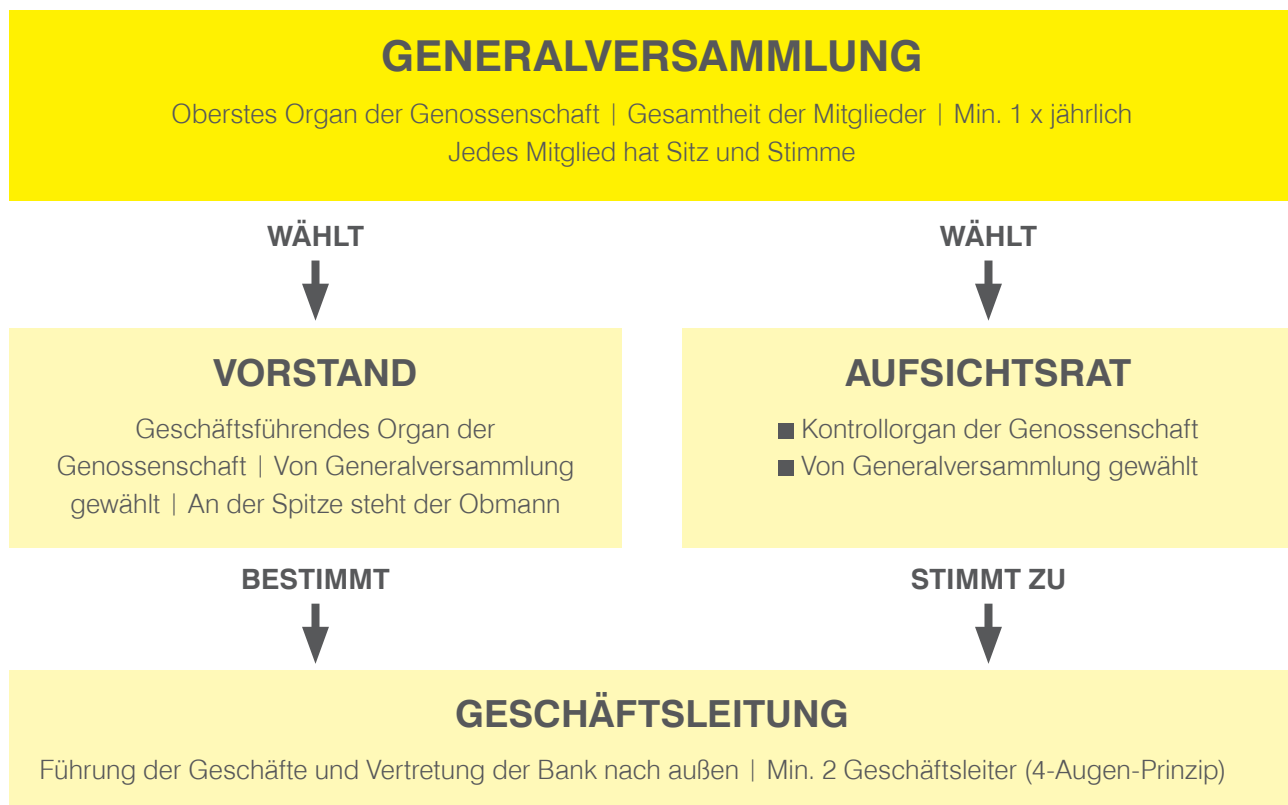 GENERALVERSAMMLUNG
Oberstes Organ der Genossenschaft | Gesamtheit der Mitglieder | Min. 1 x jährlich
Jedes Mitglied hat Sitz und Stimme
WÄHLT
WÄHLT
VORSTAND
Geschäftsführendes Organ der
Genossenschaft | Von Generalversammlung
gewählt | An der Spitze steht der Obmann
AUFSICHTSRAT
■ Kontrollorgan der Genossenschaft
■ Von Generalversammlung gewählt
BESTIMMT
STIMMT ZU
GESCHÄFTSLEITUNG
Führung der Geschäfte und Vertretung der Bank nach außen | Min. 2 Geschäftsleiter (4-Augen-Prinzip)